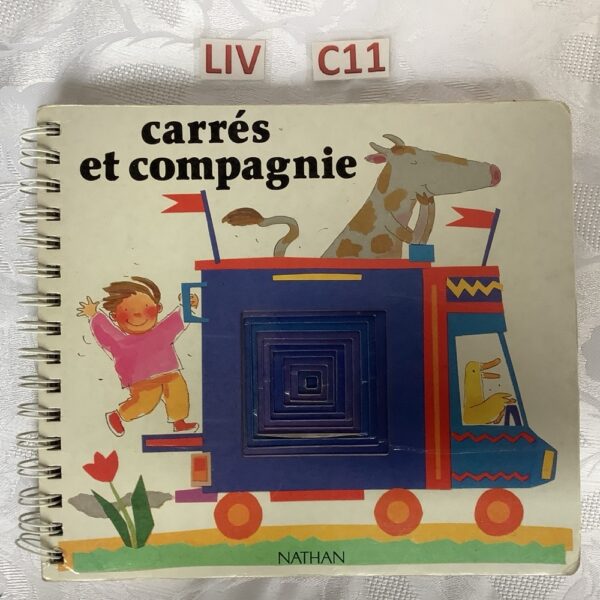 LIV C11
carrés
et compagnie
NATHAN